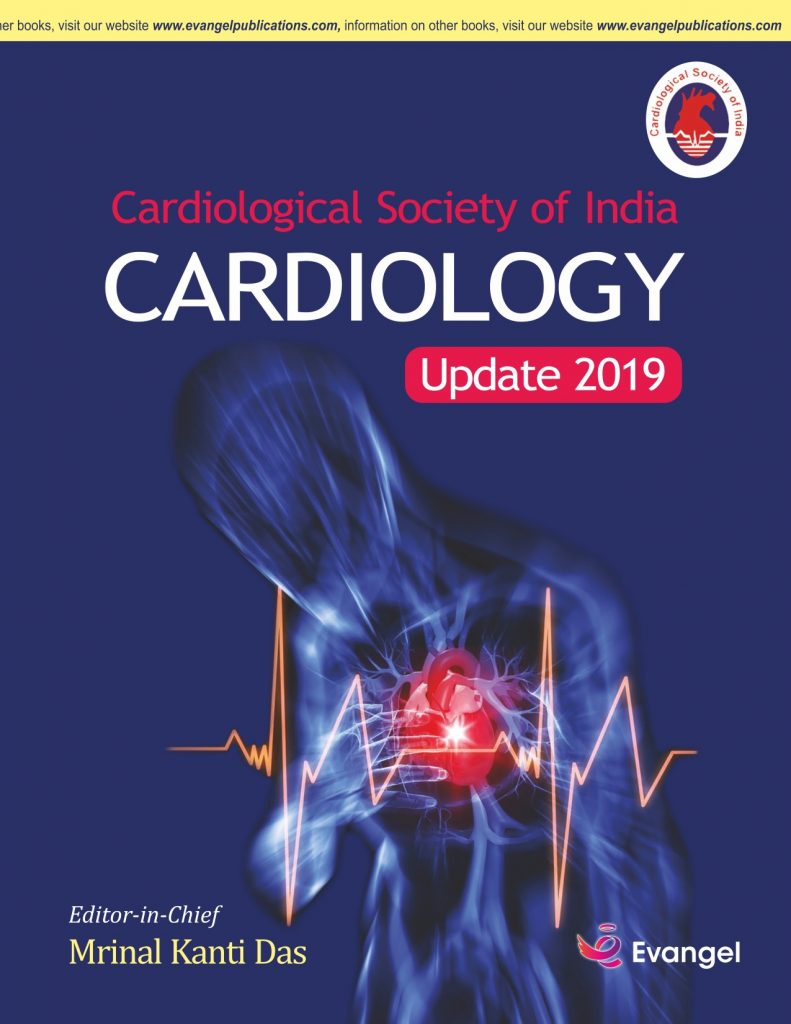 er books, visit our website www.evangelpublications.com, information on other books, visit our website www.evangelpublications.com
Cardiological Society of India
Cardiological Society of India
CARDIOLOGY
Update 2019
Editor-in-Chief
Mrinal Kanti Das
Evangel